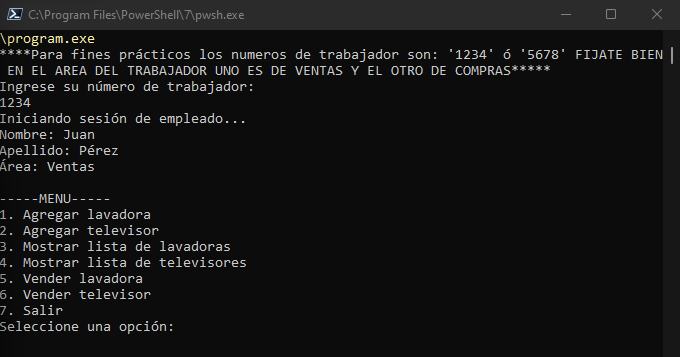 C:\Program Files\PowerShell\7\pwsh.exe
\program.exe
****Para fines prácticos los numeros de trabajador son: '1234' ó '5678' FIJATE BIEN
EN EL AREA DEL TRABAJADOR UNO ES DE VENTAS Y EL OTRO DE COMPRAS*****
Ingrese su número de trabajador:
1234
Iniciando sesión de empleado...
Nombre: Juan
Apellido: Pérez
Área: Ventas
-----MENU-----
1. Agregar lavadora
2. Agregar televisor
3. Mostrar lista de lavadoras
4. Mostrar lista de televisores
5. Vender lavadora
6. Vender televisor
7. Salir
Seleccione una opción: